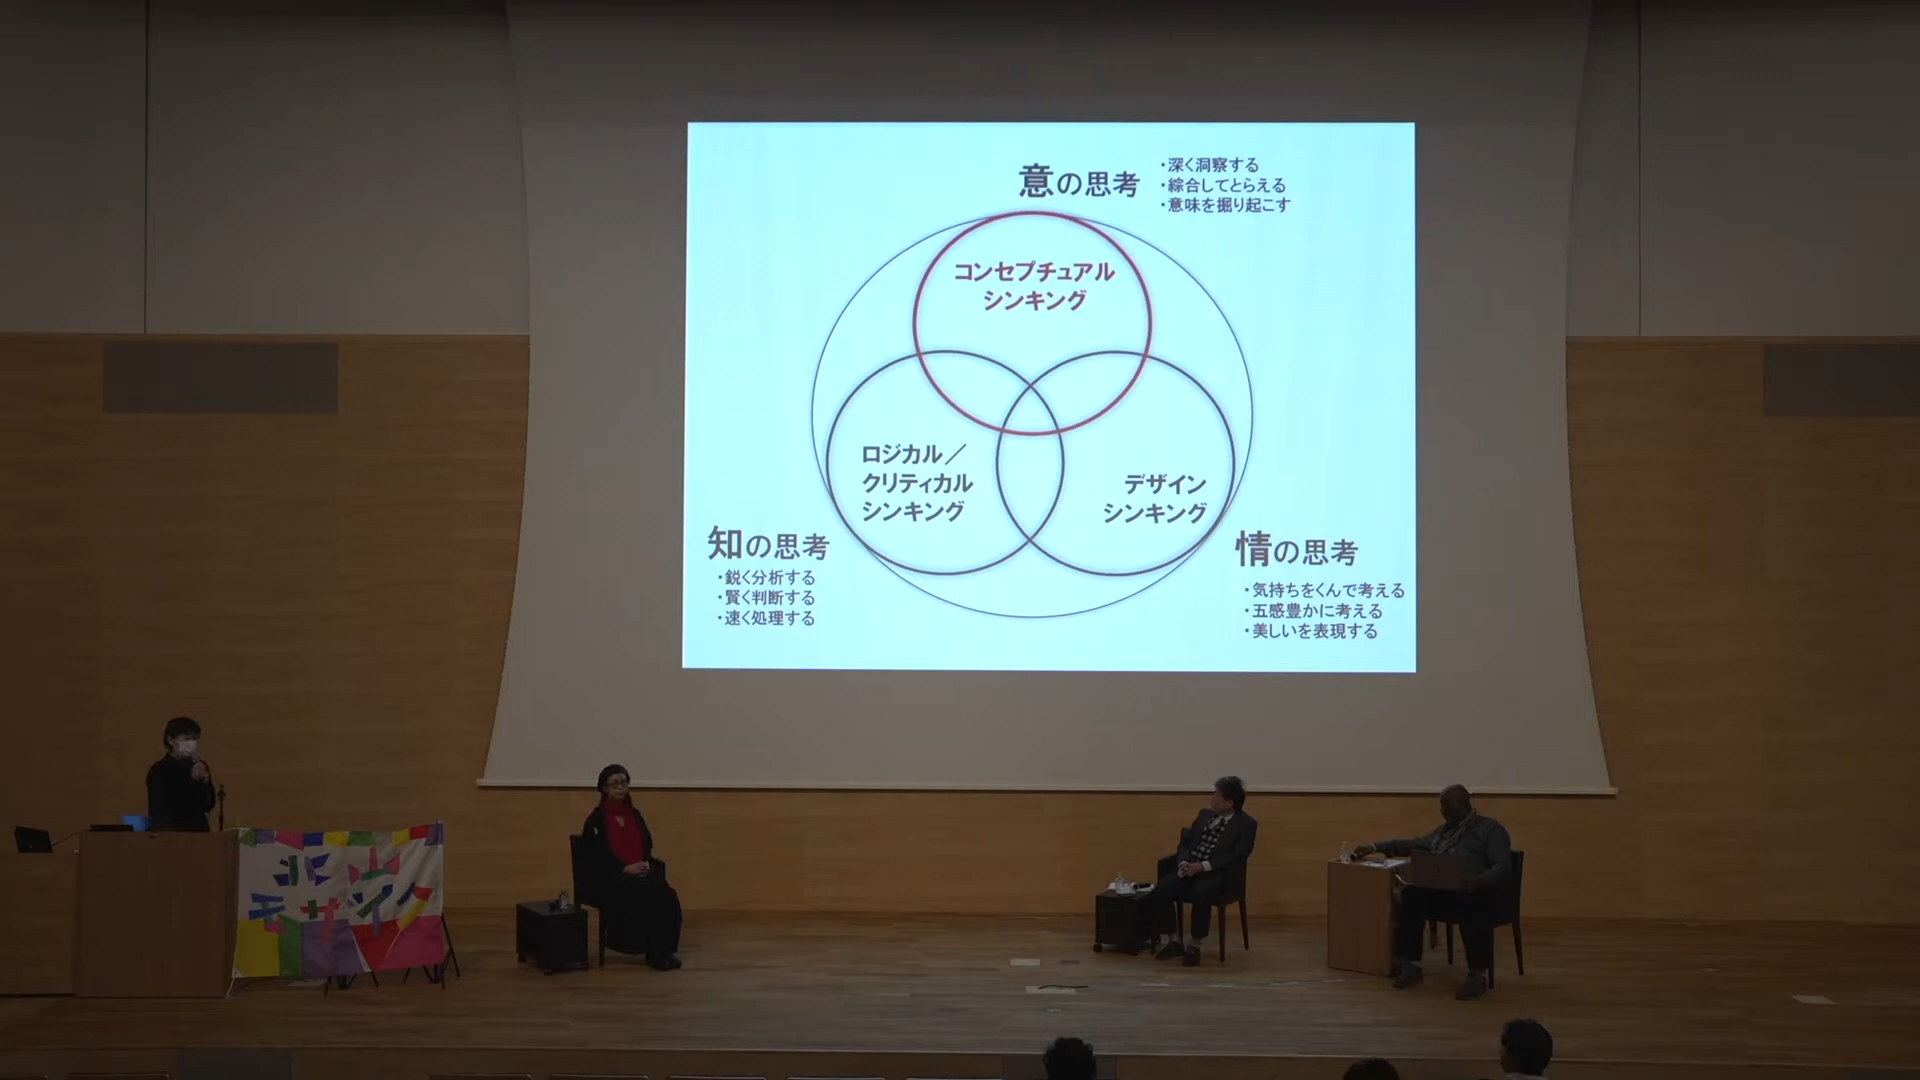 意の思考
・深く洞察する
・綜合してとらえる
・意味を掘り起こす
コンセプチュアル
シンキング
ロジカル／
クリティカル
シンキング
デザイン
シンキング
知の思考
・鋭く分析する
・賢く判断する
・速く処理する
情の思考
・気持ちをくんで考える
・五感豊かに考える
・美しいを表現する
北山
モザイク